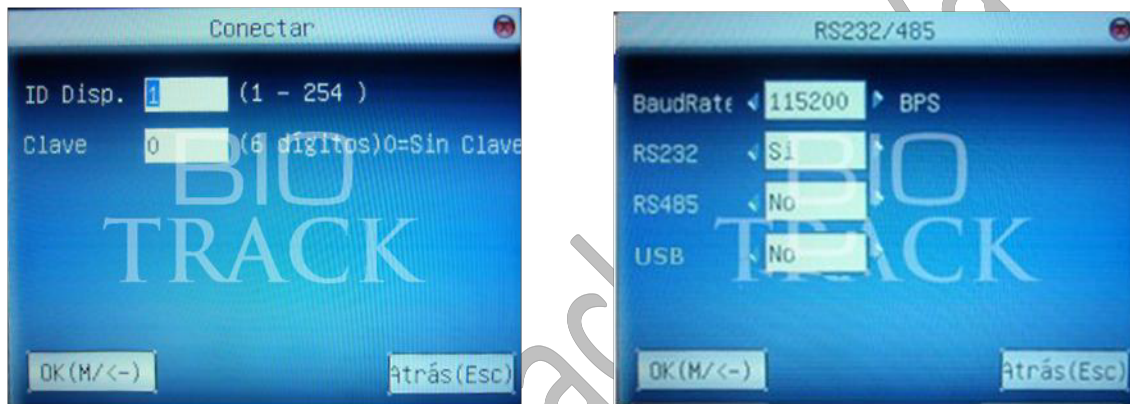 Conectar
ID Disp. 1 (1 - 254 )
Clave 0 (6 dígitos)0=Sin Clave
BIO
TRACK
OK(M/<-) Atrás(Esc)
RS232/485
BaudRate 115200 BPS
RS232 Si
RS485 No
USB No
BIO
TRACK
OK(M/<-) Atrás(Esc)